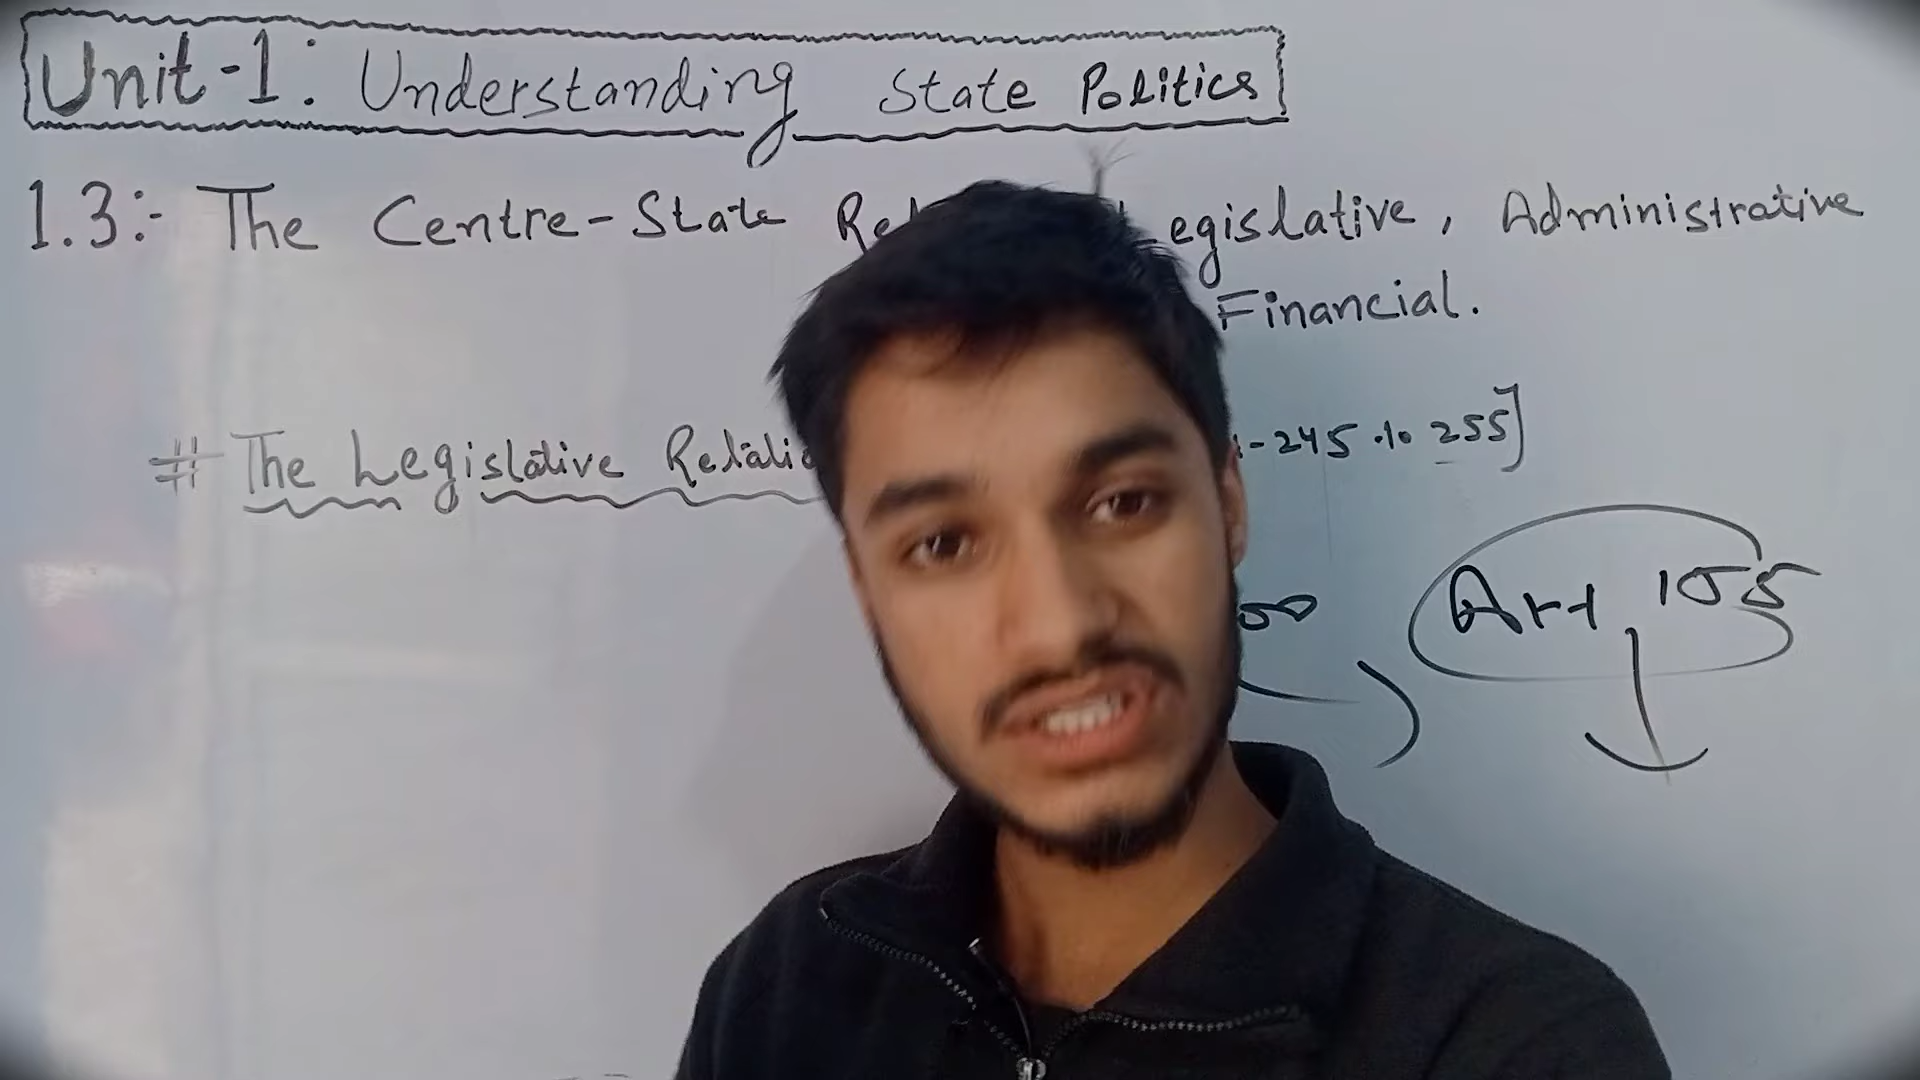 Unit-1: Understanding State Politics
1.3:- The Centre-State Re egislative, Administrative
Financial.
# The Legislative Relatio -245 to 255]
Art 155